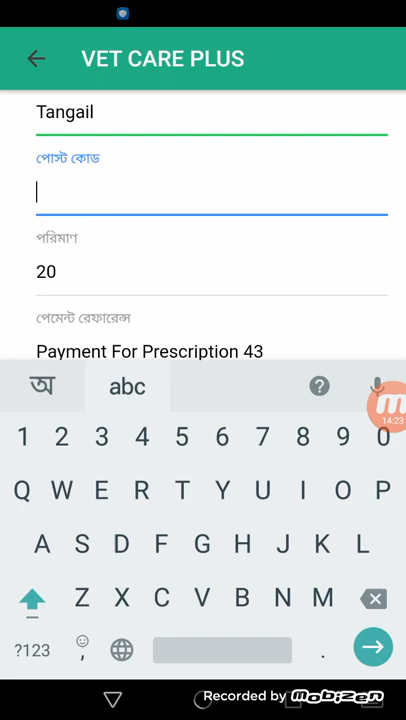 VET CARE PLUS
Tangail
পোস্ট কোড
পরিমাণ
20
পেমেন্ট রেফারেন্স
Payment For Prescription 43
অ abc ?
14:23
1 2 3 4 5 6 7 8 9 0
Q W E R T Y U I O P
A S D F G H J K L
Z X C V B N M
?123 , .
Recorded by MOBIZEN